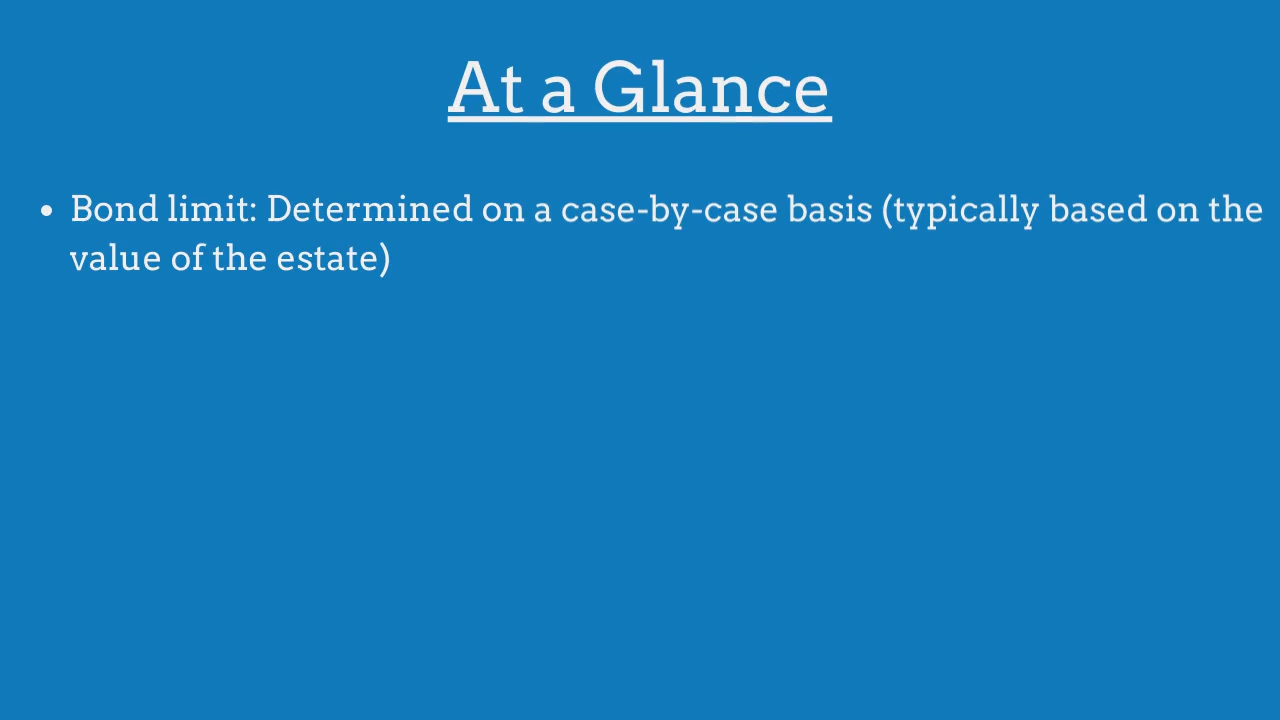 At a Glance
• Bond limit: Determined on a case-by-case basis (typically based on the
value of the estate)